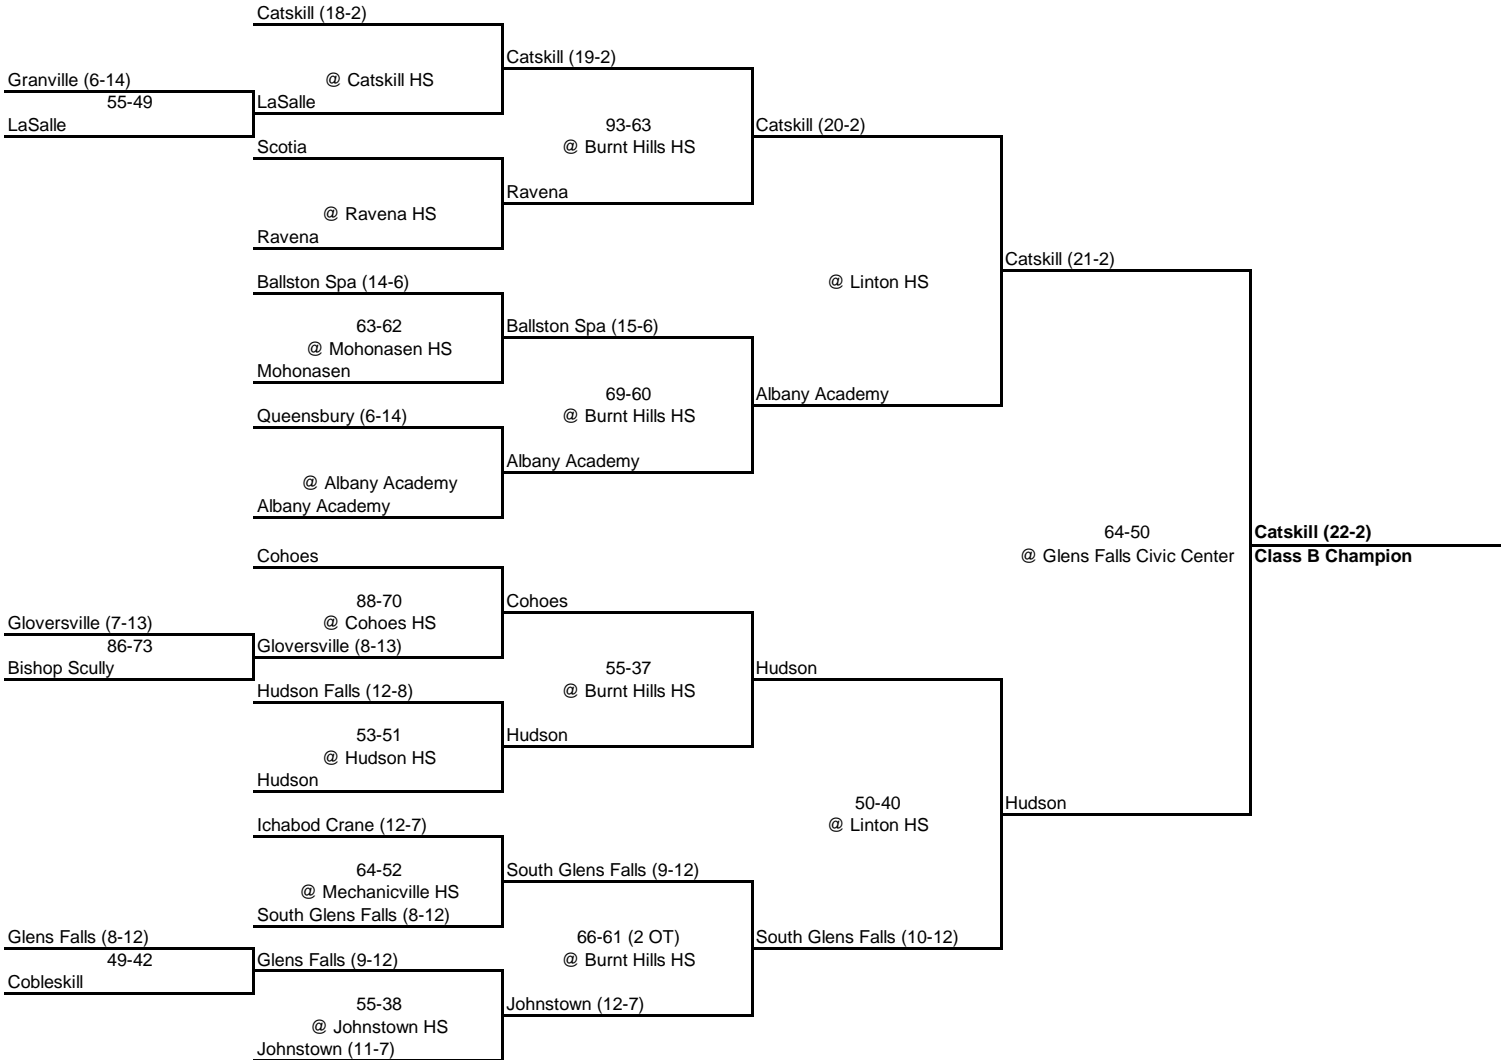 Catskill (18-2)
Catskill (19-2)
Granville (6-14)
@ Catskill HS
55-49
LaSalle
LaSalle
93-63
Catskill (20-2)
Scotia
@ Burnt Hills HS
Ravena
@ Ravena HS
Ravena
Catskill (21-2)
Ballston Spa (14-6)
@ Linton HS
63-62
Ballston Spa (15-6)
@ Mohonasen HS
Mohonasen
69-60
Albany Academy
Queensbury (6-14)
@ Burnt Hills HS
Albany Academy
@ Albany Academy
Albany Academy
64-50
Catskill (22-2)
Cohoes
@ Glens Falls Civic Center
Class B Champion
88-70
Cohoes
Gloversville (7-13)
@ Cohoes HS
86-73
Gloversville (8-13)
Bishop Scully
55-37
Hudson
Hudson Falls (12-8)
@ Burnt Hills HS
53-51
Hudson
@ Hudson HS
Hudson
50-40
Hudson
Ichabod Crane (12-7)
@ Linton HS
64-52
South Glens Falls (9-12)
@ Mechanicville HS
South Glens Falls (8-12)
Glens Falls (8-12)
66-61 (2 OT)
South Glens Falls (10-12)
49-42
Glens Falls (9-12)
@ Burnt Hills HS
Cobleskill
55-38
Johnstown (12-7)
@ Johnstown HS
Johnstown (11-7)